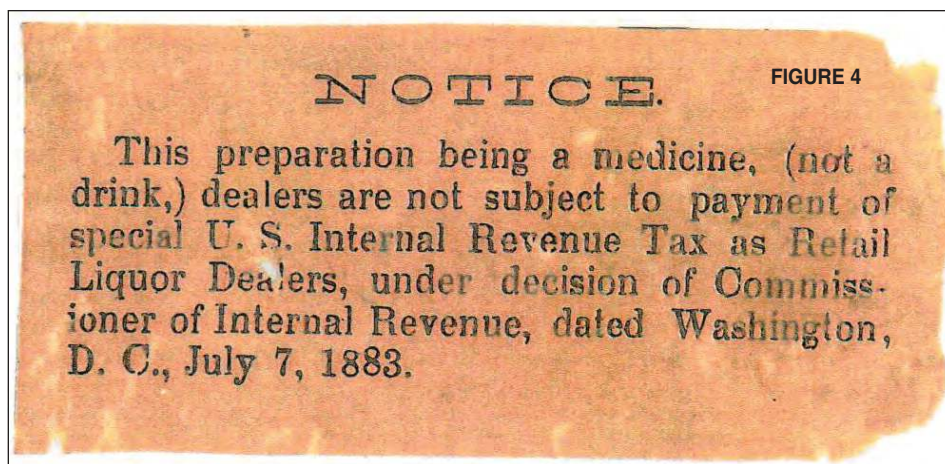 NOTICE.
FIGURE 4
This preparation being a medicine, (not a
drink,) dealers are not subject to payment of
special U. S. Internal Revenue Tax as Retail
Liquor Dealers, under decision of Commiss-
ioner of Internal Revenue, dated Washington,
D. C., July 7, 1883.